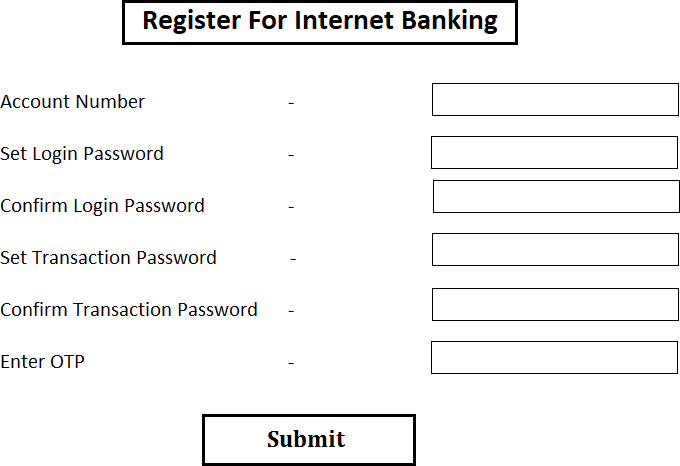 Register For Internet Banking
Account Number -
Set Login Password -
Confirm Login Password -
Set Transaction Password -
Confirm Transaction Password -
Enter OTP -
Submit